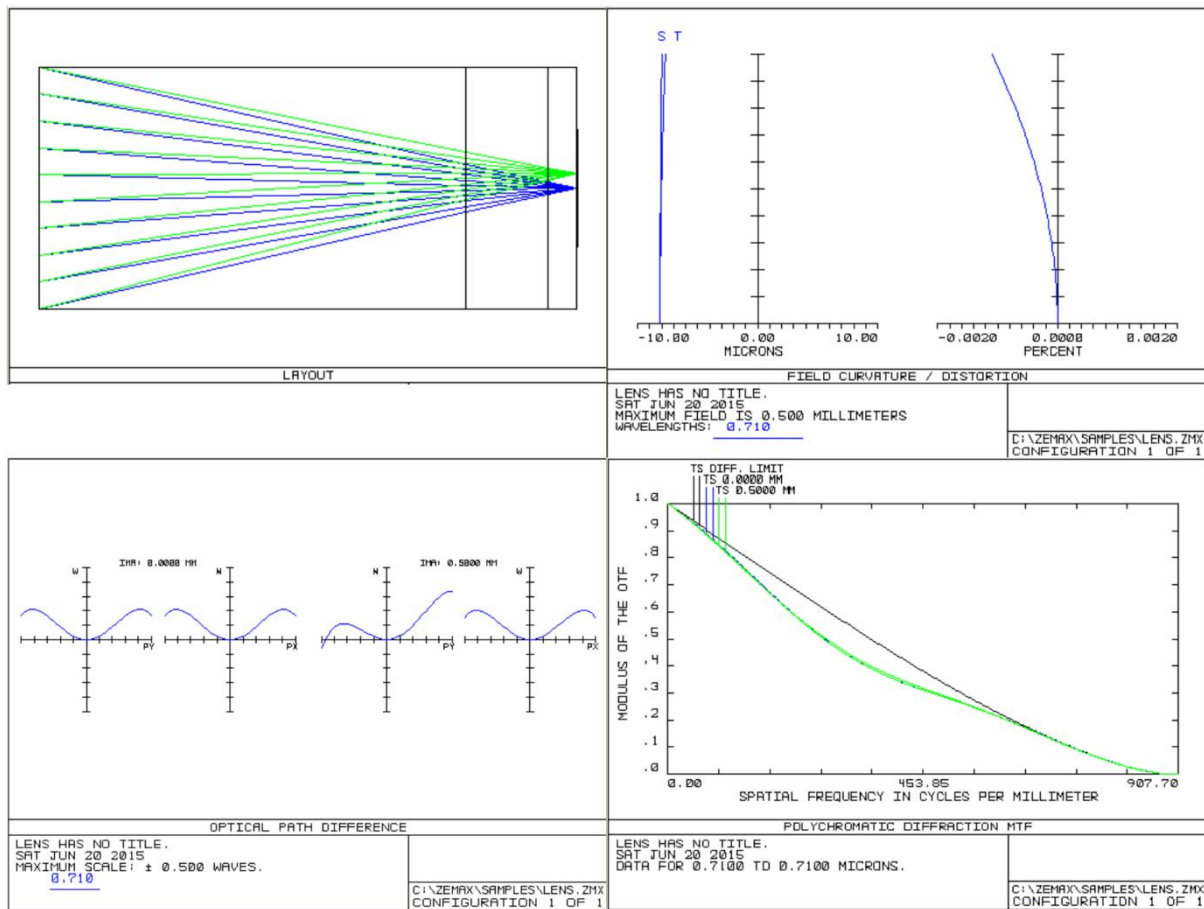 LAYOUT
S T
-10.00 0.00 10.00
MICRONS
-0.0020 0.0000 0.0020
PERCENT
FIELD CURVATURE / DISTORTION
LENS HAS NO TITLE.
SAT JUN 20 2015
MAXIMUM FIELD IS 0.500 MILLIMETERS
WAVELENGTHS: 0.710
C:\ZEMAX\SAMPLES\LENS.ZMX
CONFIGURATION 1 OF 1
IMA: 0.0000 MM
W W
PY PX
IMA: 0.5000 MM
W W
PY PX
OPTICAL PATH DIFFERENCE
LENS HAS NO TITLE.
SAT JUN 20 2015
MAXIMUM SCALE: ± 0.500 WAVES.
0.710
C:\ZEMAX\SAMPLES\LENS.ZMX
CONFIGURATION 1 OF 1
TS DIFF. LIMIT
TS 0.0000 MM
TS 0.5000 MM
1.0
.9
.8
.7
.6
.5
.4
.3
.2
.1
.0
MODULUS OF THE OTF
0.00 453.85 907.70
SPATIAL FREQUENCY IN CYCLES PER MILLIMETER
POLYCHROMATIC DIFFRACTION MTF
LENS HAS NO TITLE.
SAT JUN 20 2015
DATA FOR 0.7100 TO 0.7100 MICRONS.
C:\ZEMAX\SAMPLES\LENS.ZMX
CONFIGURATION 1 OF 1